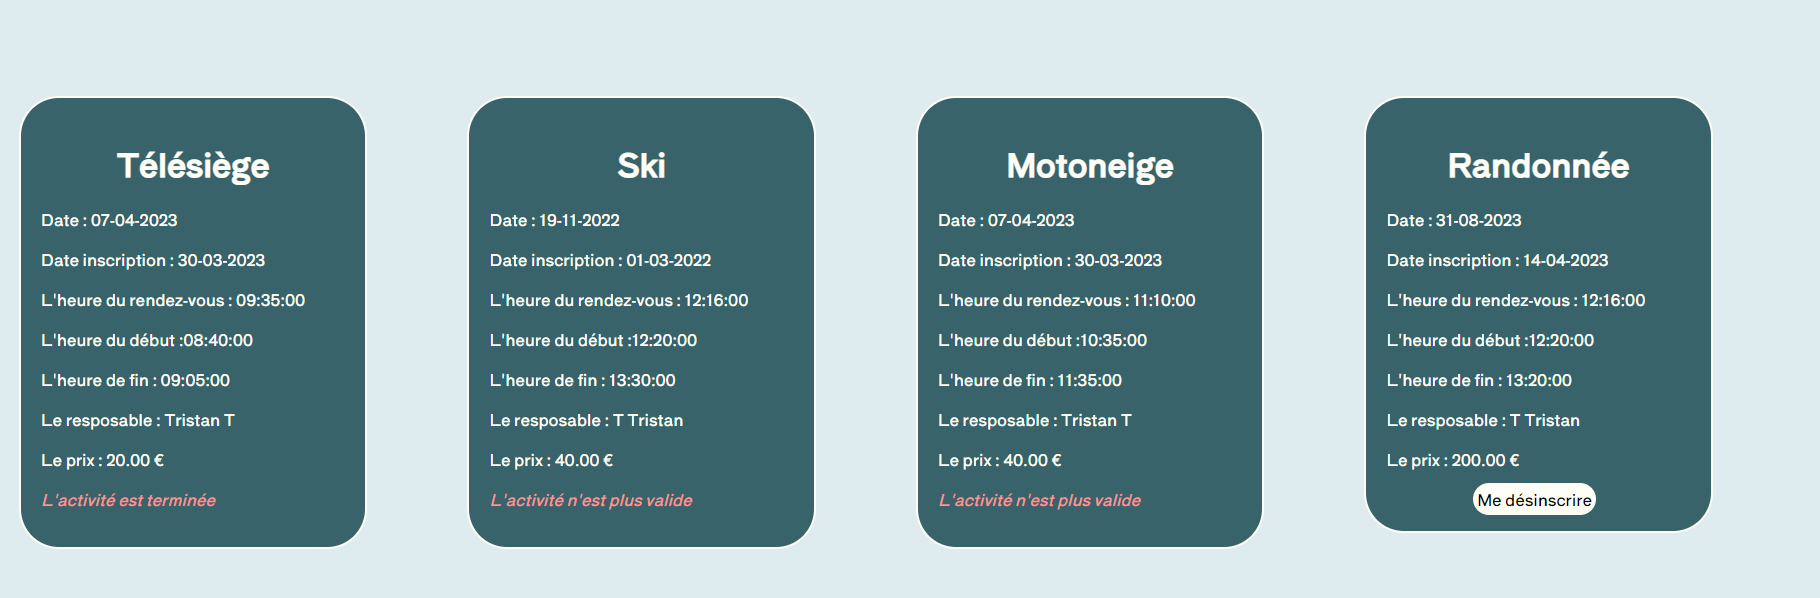 Télésiège
Date : 07-04-2023
Date inscription : 30-03-2023
L'heure du rendez-vous : 09:35:00
L'heure du début :08:40:00
L'heure de fin : 09:05:00
Le resposable : Tristan T
Le prix : 20.00 €
L'activité est terminée
Ski
Date : 19-11-2022
Date inscription : 01-03-2022
L'heure du rendez-vous : 12:16:00
L'heure du début :12:20:00
L'heure de fin : 13:30:00
Le resposable : T Tristan
Le prix : 40.00 €
L'activité n'est plus valide
Motoneige
Date : 07-04-2023
Date inscription : 30-03-2023
L'heure du rendez-vous : 11:10:00
L'heure du début :10:35:00
L'heure de fin : 11:35:00
Le resposable : Tristan T
Le prix : 40.00 €
L'activité n'est plus valide
Randonnée
Date : 31-08-2023
Date inscription : 14-04-2023
L'heure du rendez-vous : 12:16:00
L'heure du début :12:20:00
L'heure de fin : 13:20:00
Le resposable : T Tristan
Le prix : 200.00 €
Me désinscrire